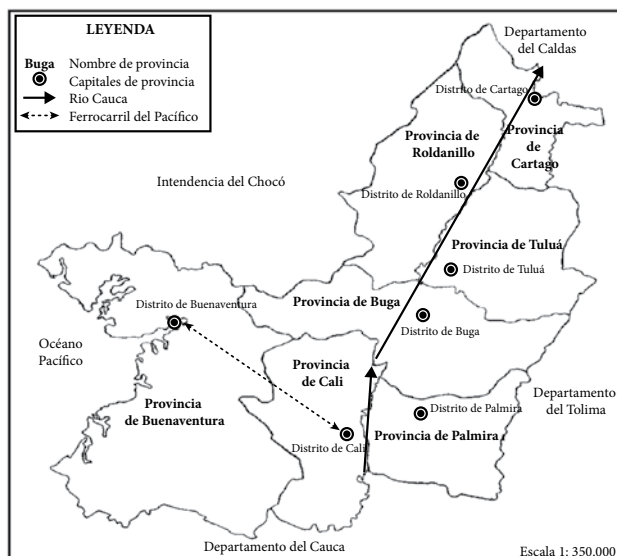 LEYENDA
Buga Nombre de provincia
Capitales de provincia
Rio Cauca
Ferrocarril del Pacífico
Departamento
del Caldas
Distrito de Cartago
Provincia de
Roldanillo
Provincia
de
Cartago
Intendencia del Chocó
Distrito de Roldanillo
Provincia de Tuluá
Distrito de Tuluá
Provincia de Buga
Distrito de Buenaventura
Distrito de Buga
Océano
Pacífico
Provincia
de Cali
Provincia
de Buenaventura
Departamento
del Tolima
Distrito de Palmira
Provincia de Palmira
Distrito de Cali
Departamento del Cauca
Escala 1: 350.000